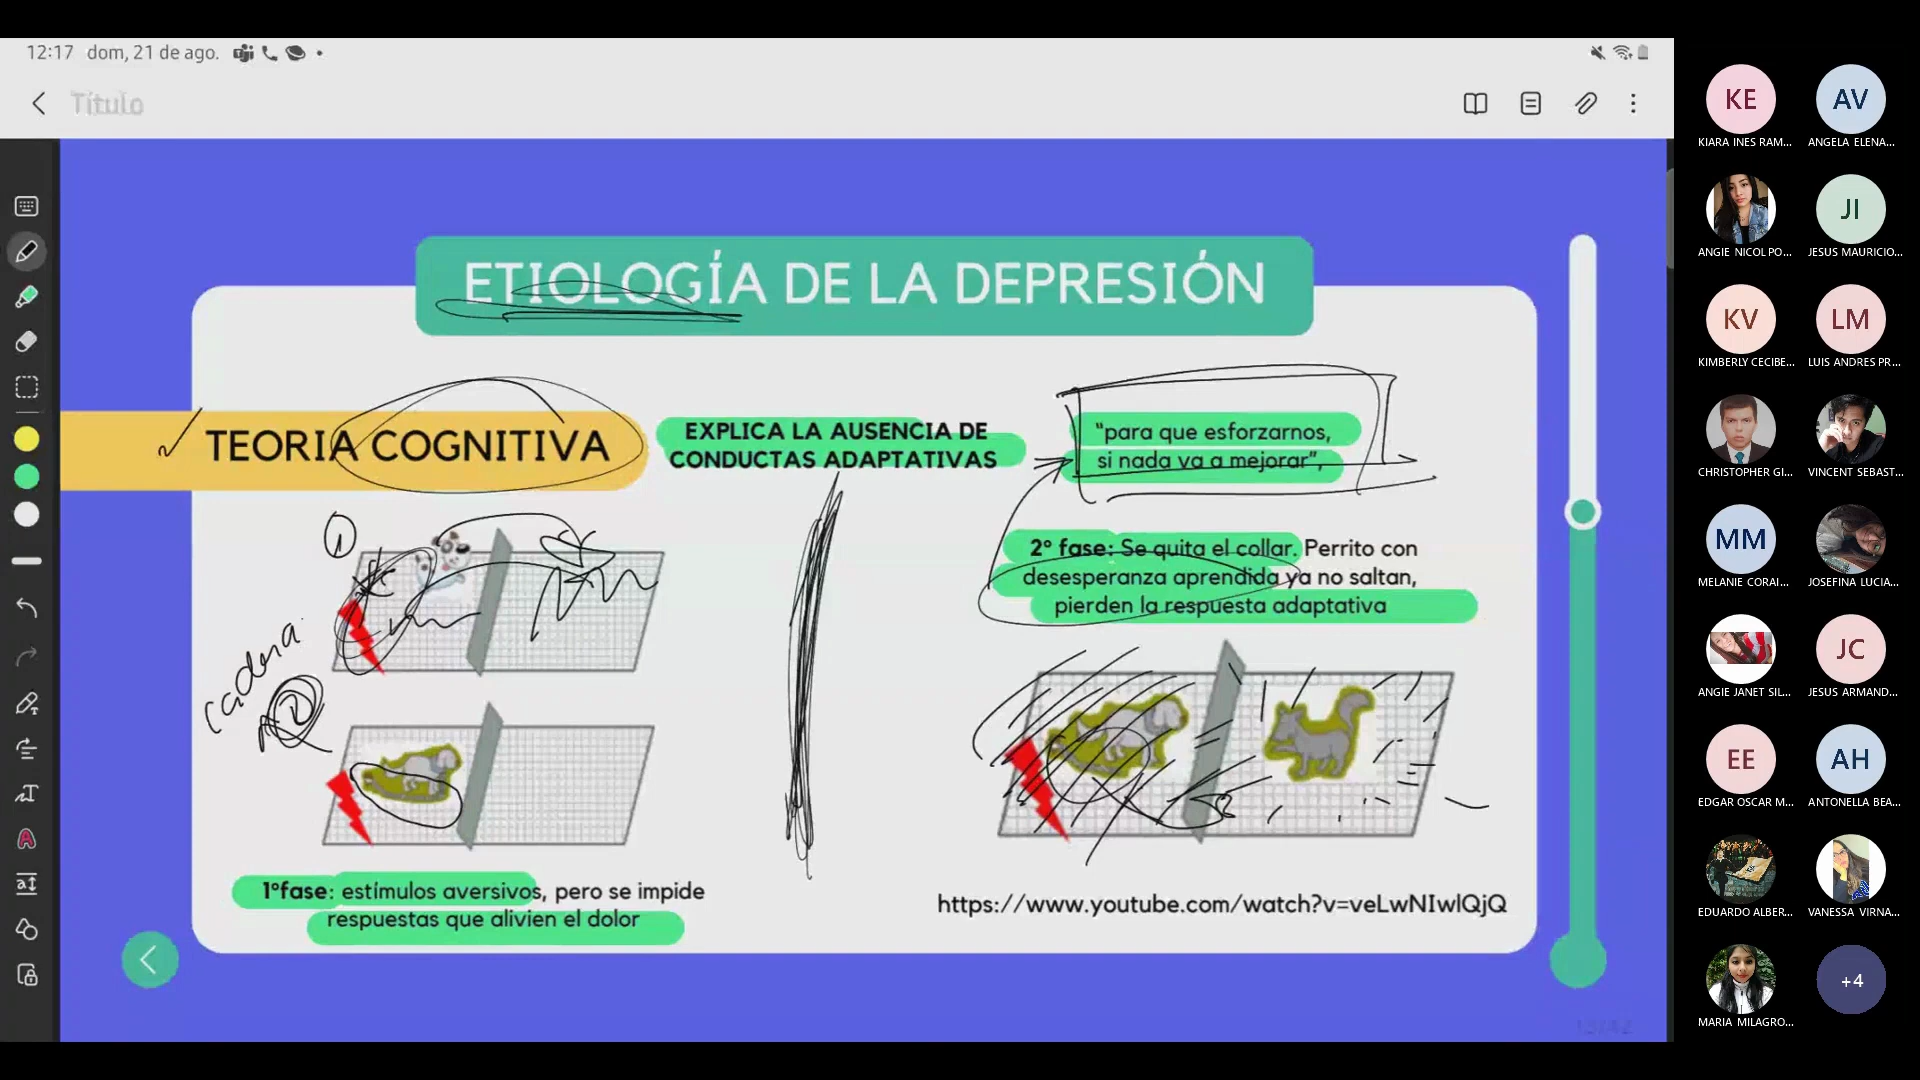 12:17 dom, 21 de ago.
Título
ETIOLOGÍA DE LA DEPRESIÓN
TEORIA COGNITIVA
EXPLICA LA AUSENCIA DE
CONDUCTAS ADAPTATIVAS
“para que esforzarnos,
si nada va a mejorar”,
1
2º fase: Se quita el collar. Perrito con
desesperanza aprendida ya no saltan,
pierden la respuesta adaptativa
cadena
2
1ºfase: estímulos aversivos, pero se impide
respuestas que alivien el dolor
https://www.youtube.com/watch?v=veLwNIwlQjQ
KE
KIARA INES RAM...
AV
ANGELA ELENA...
ANGIE NICOL PO...
JI
JESUS MAURICIO...
KV
KIMBERLY CECIBE...
LM
LUIS ANDRES PR...
CHRISTOPHER GI...
VINCENT SEBAST...
MM
MELANIE CORAI...
JOSEFINA LUCIA...
ANGIE JANET SIL...
JC
JESUS ARMAND...
EE
EDGAR OSCAR M...
AH
ANTONELLA BEA...
EDUARDO ALBER...
VANESSA VIRNA...
MARIA MILAGRO...
+4